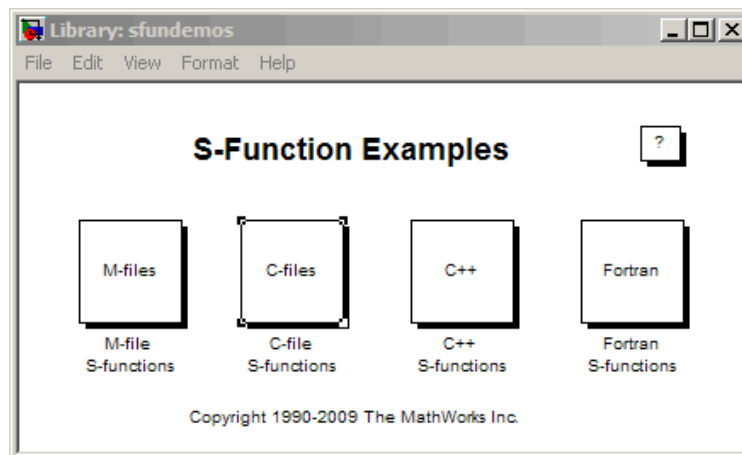 Library: sfundemos
File Edit View Format Help
S-Function Examples
?
M-files C-files C++ Fortran
M-file C-file C++ Fortran
S-functions S-functions S-functions S-functions
Copyright 1990-2009 The MathWorks Inc.